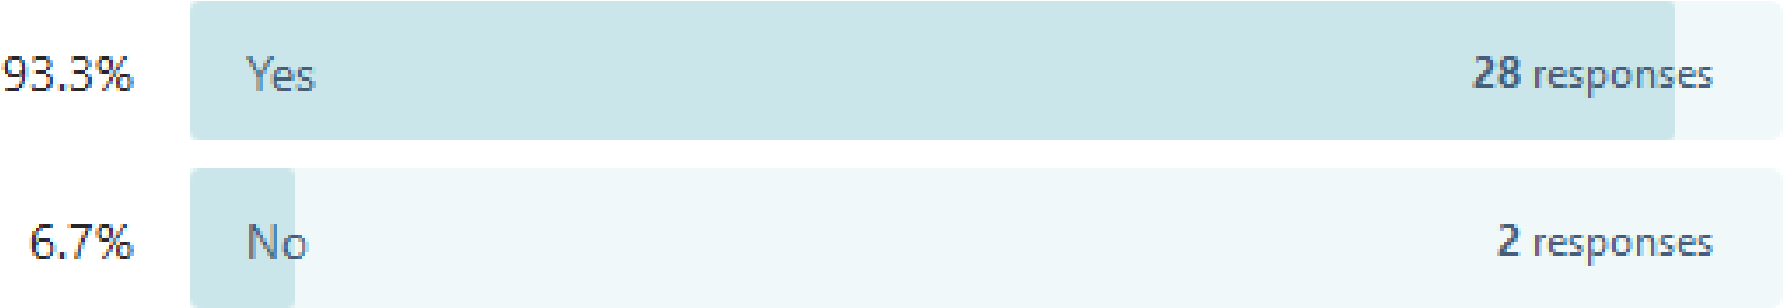 93.3% Yes 28 responses
6.7% No 2 responses